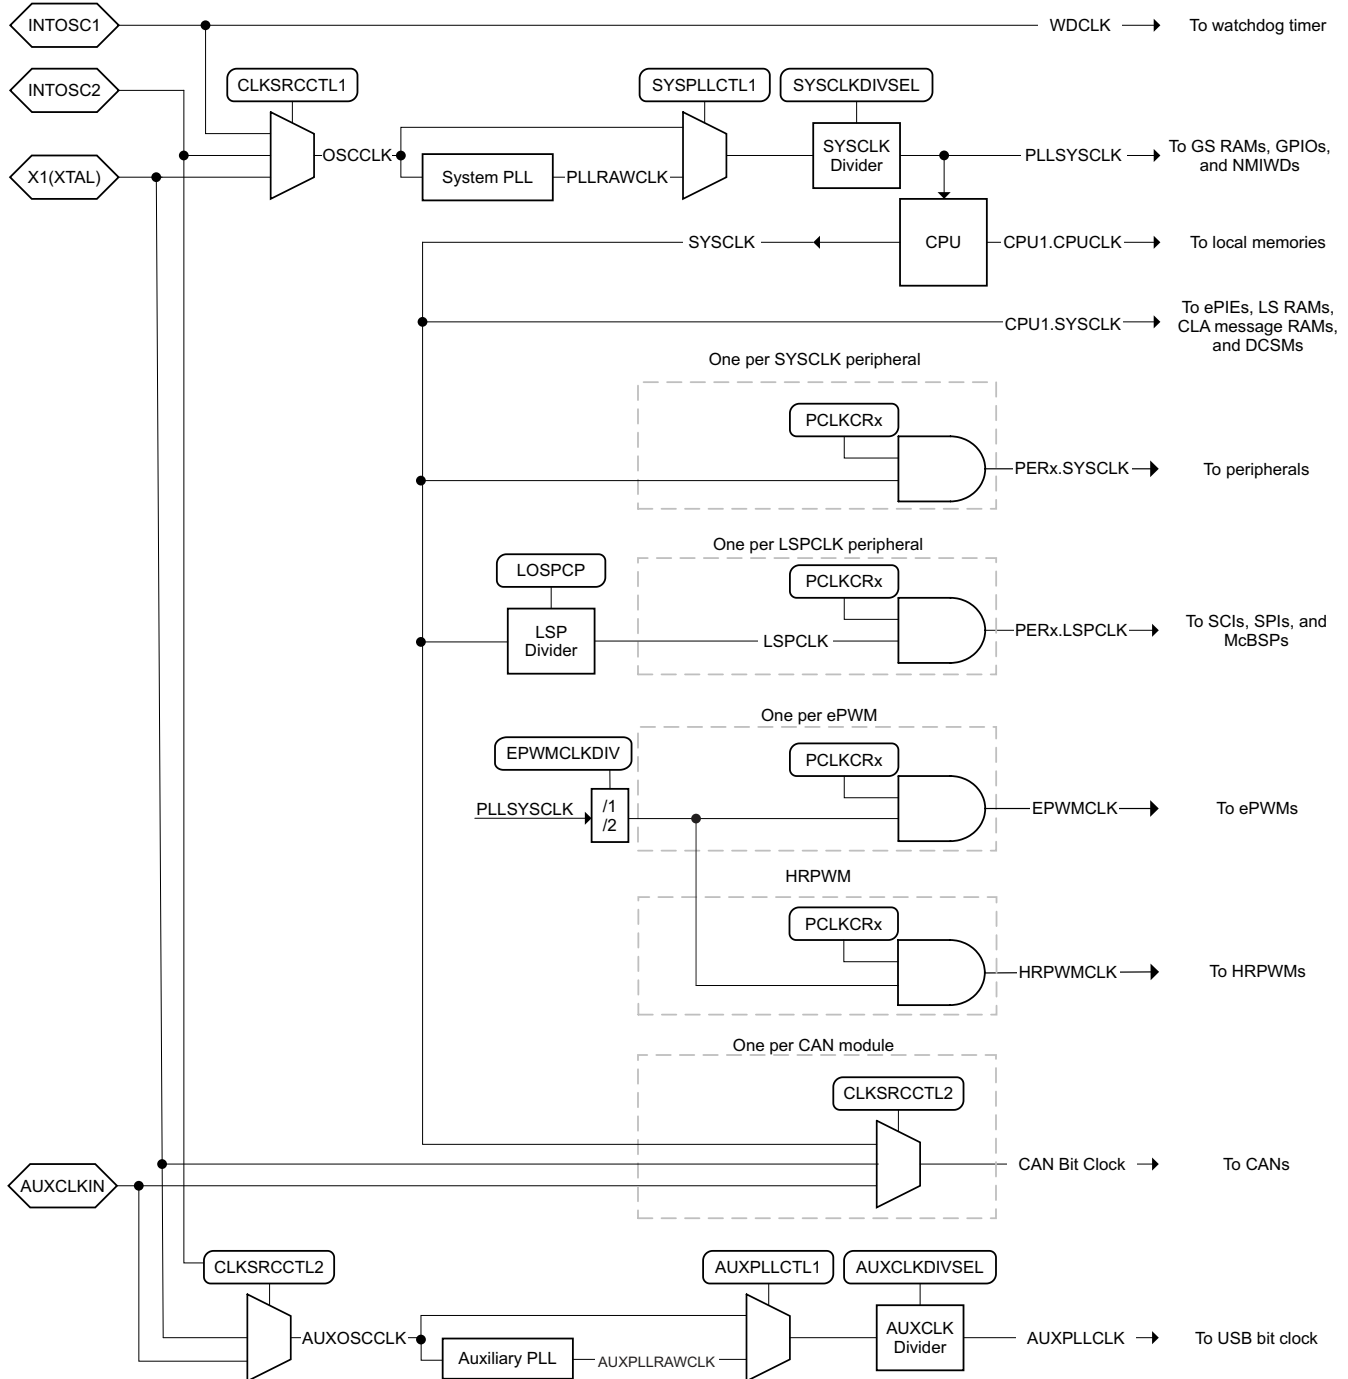 INTOSC1
WDCLK
To watchdog timer
INTOSC2
CLKSRCCTL1
SYSPLLCTL1
SYSCLKDIVSEL
X1(XTAL)
OSCCLK
System PLL
PLLRAWCLK
SYSCLK
Divider
PLLSYSCLK
To GS RAMs, GPIOs,
and NMIWDs
SYSCLK
CPU
CPU1.CPUCLK
To local memories
CPU1.SYSCLK
To ePIEs, LS RAMs,
CLA message RAMs,
and DCSMs
One per SYSCLK peripheral
PCLKCRx
PERx.SYSCLK
To peripherals
One per LSPCLK peripheral
LOSPCP
PCLKCRx
LSP
Divider
LSPCLK
PERx.LSPCLK
To SCIs, SPIs, and
McBSPs
One per ePWM
EPWMCLKDIV
PCLKCRx
PLLSYSCLK
/1
/2
EPWMCLK
To ePWMs
HRPWM
PCLKCRx
HRPWMCLK
To HRPWMs
One per CAN module
CLKSRCCTL2
CAN Bit Clock
To CANs
AUXCLKIN
CLKSRCCTL2
AUXPLLCTL1
AUXCLKDIVSEL
AUXOSCCLK
Auxiliary PLL
AUXPLLRAWCLK
AUXCLK
Divider
AUXPLLCLK
To USB bit clock